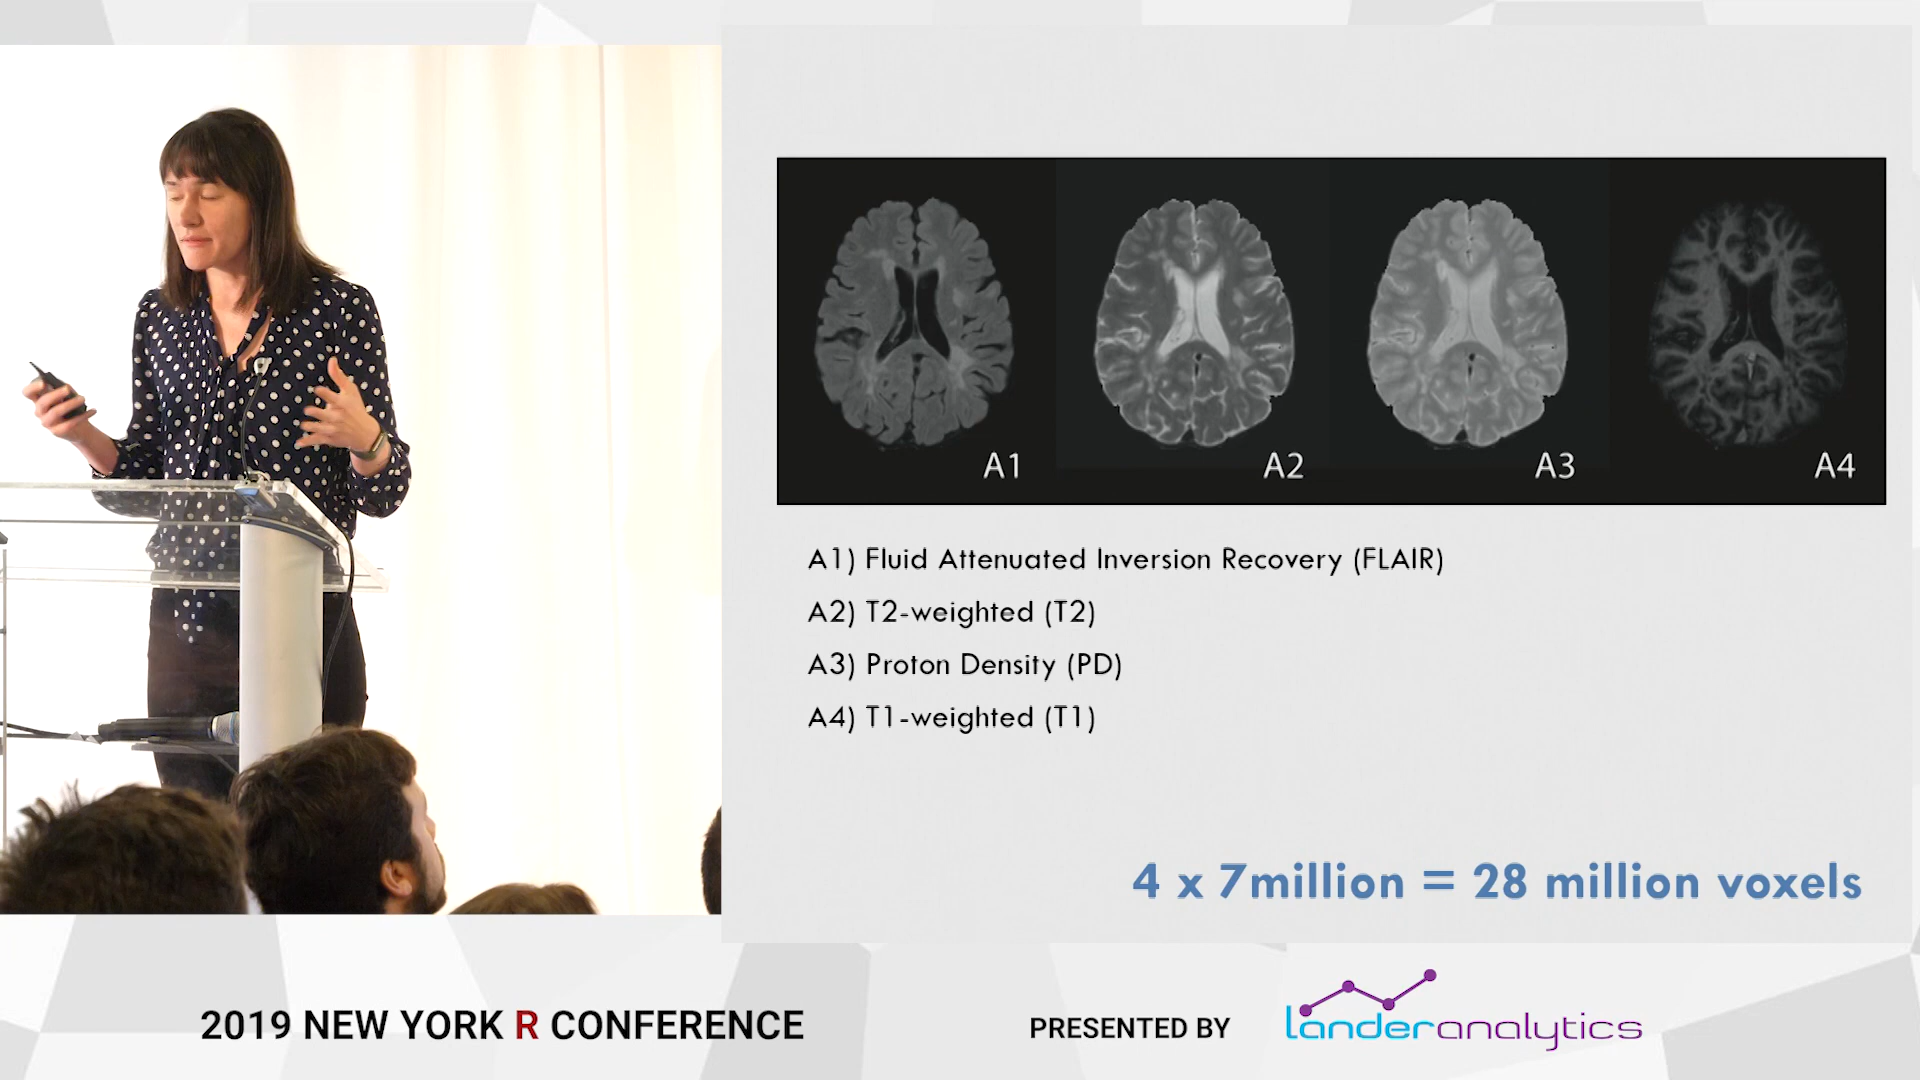 A1
A2
A3
A4
A1) Fluid Attenuated Inversion Recovery (FLAIR)
A2) T2-weighted (T2)
A3) Proton Density (PD)
A4) T1-weighted (T1)
4 x 7million = 28 million voxels
2019 NEW YORK R CONFERENCE
PRESENTED BY
landeranalytics